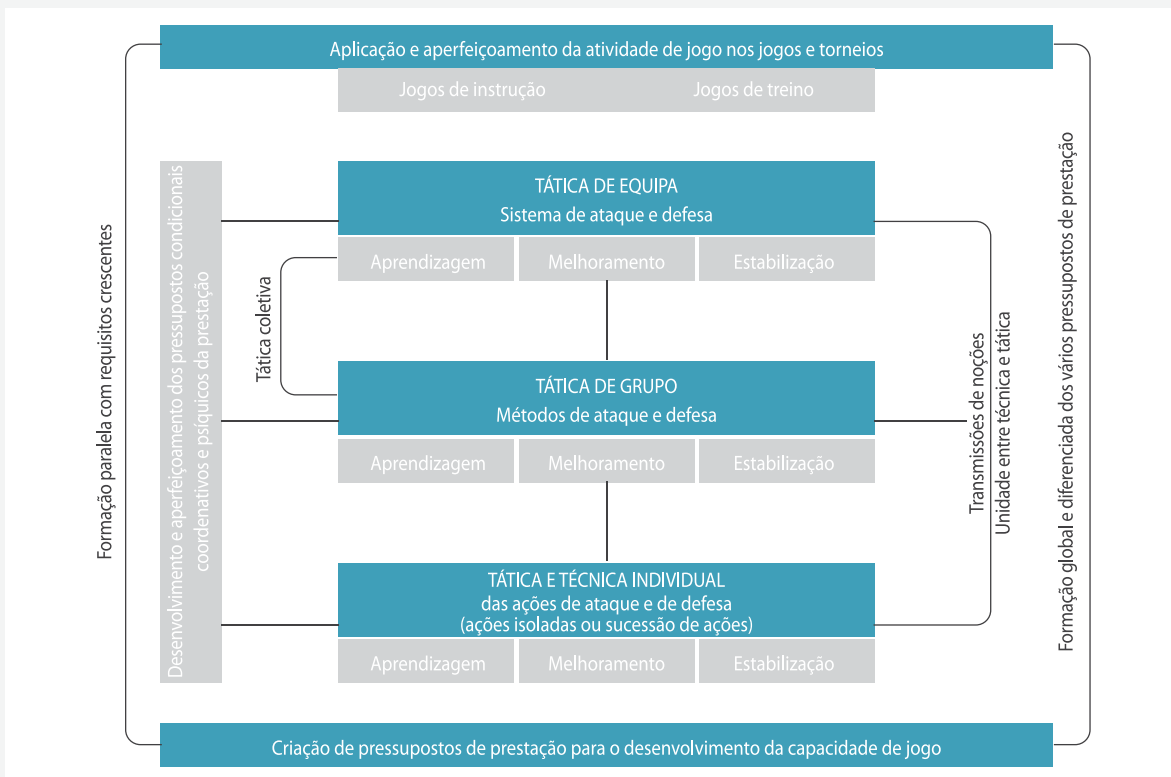 Aplicação e aperfeiçoamento da atividade de jogo nos jogos e torneios
Jogos de instrução
Jogos de treino
Formação paralela com requisitos crescentes
Desenvolvimento e aperfeiçoamento dos pressupostos condicionais
coordenativos e psíquicos da prestação
TÁTICA DE EQUIPA
Sistema de ataque e defesa
Aprendizagem
Melhoramento
Estabilização
Tática coletiva
TÁTICA DE GRUPO
Métodos de ataque e defesa
Aprendizagem
Melhoramento
Estabilização
TÁTICA E TÉCNICA INDIVIDUAL
das ações de ataque e de defesa
(ações isoladas ou sucessão de ações)
Aprendizagem
Melhoramento
Estabilização
Transmissões de noções
Unidade entre técnica e tática
Formação global e diferenciada dos vários pressupostos de prestação
Criação de pressupostos de prestação para o desenvolvimento da capacidade de jogo